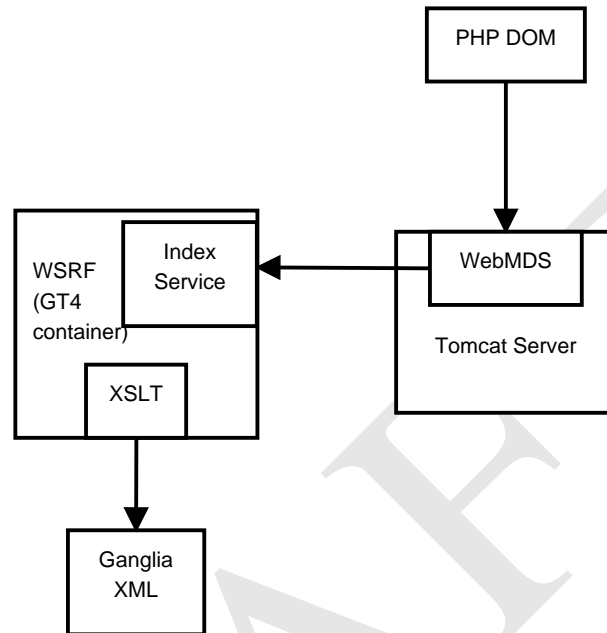 PHP DOM
WSRF
(GT4
container)
Index
Service
WebMDS
Tomcat Server
XSLT
Ganglia
XML